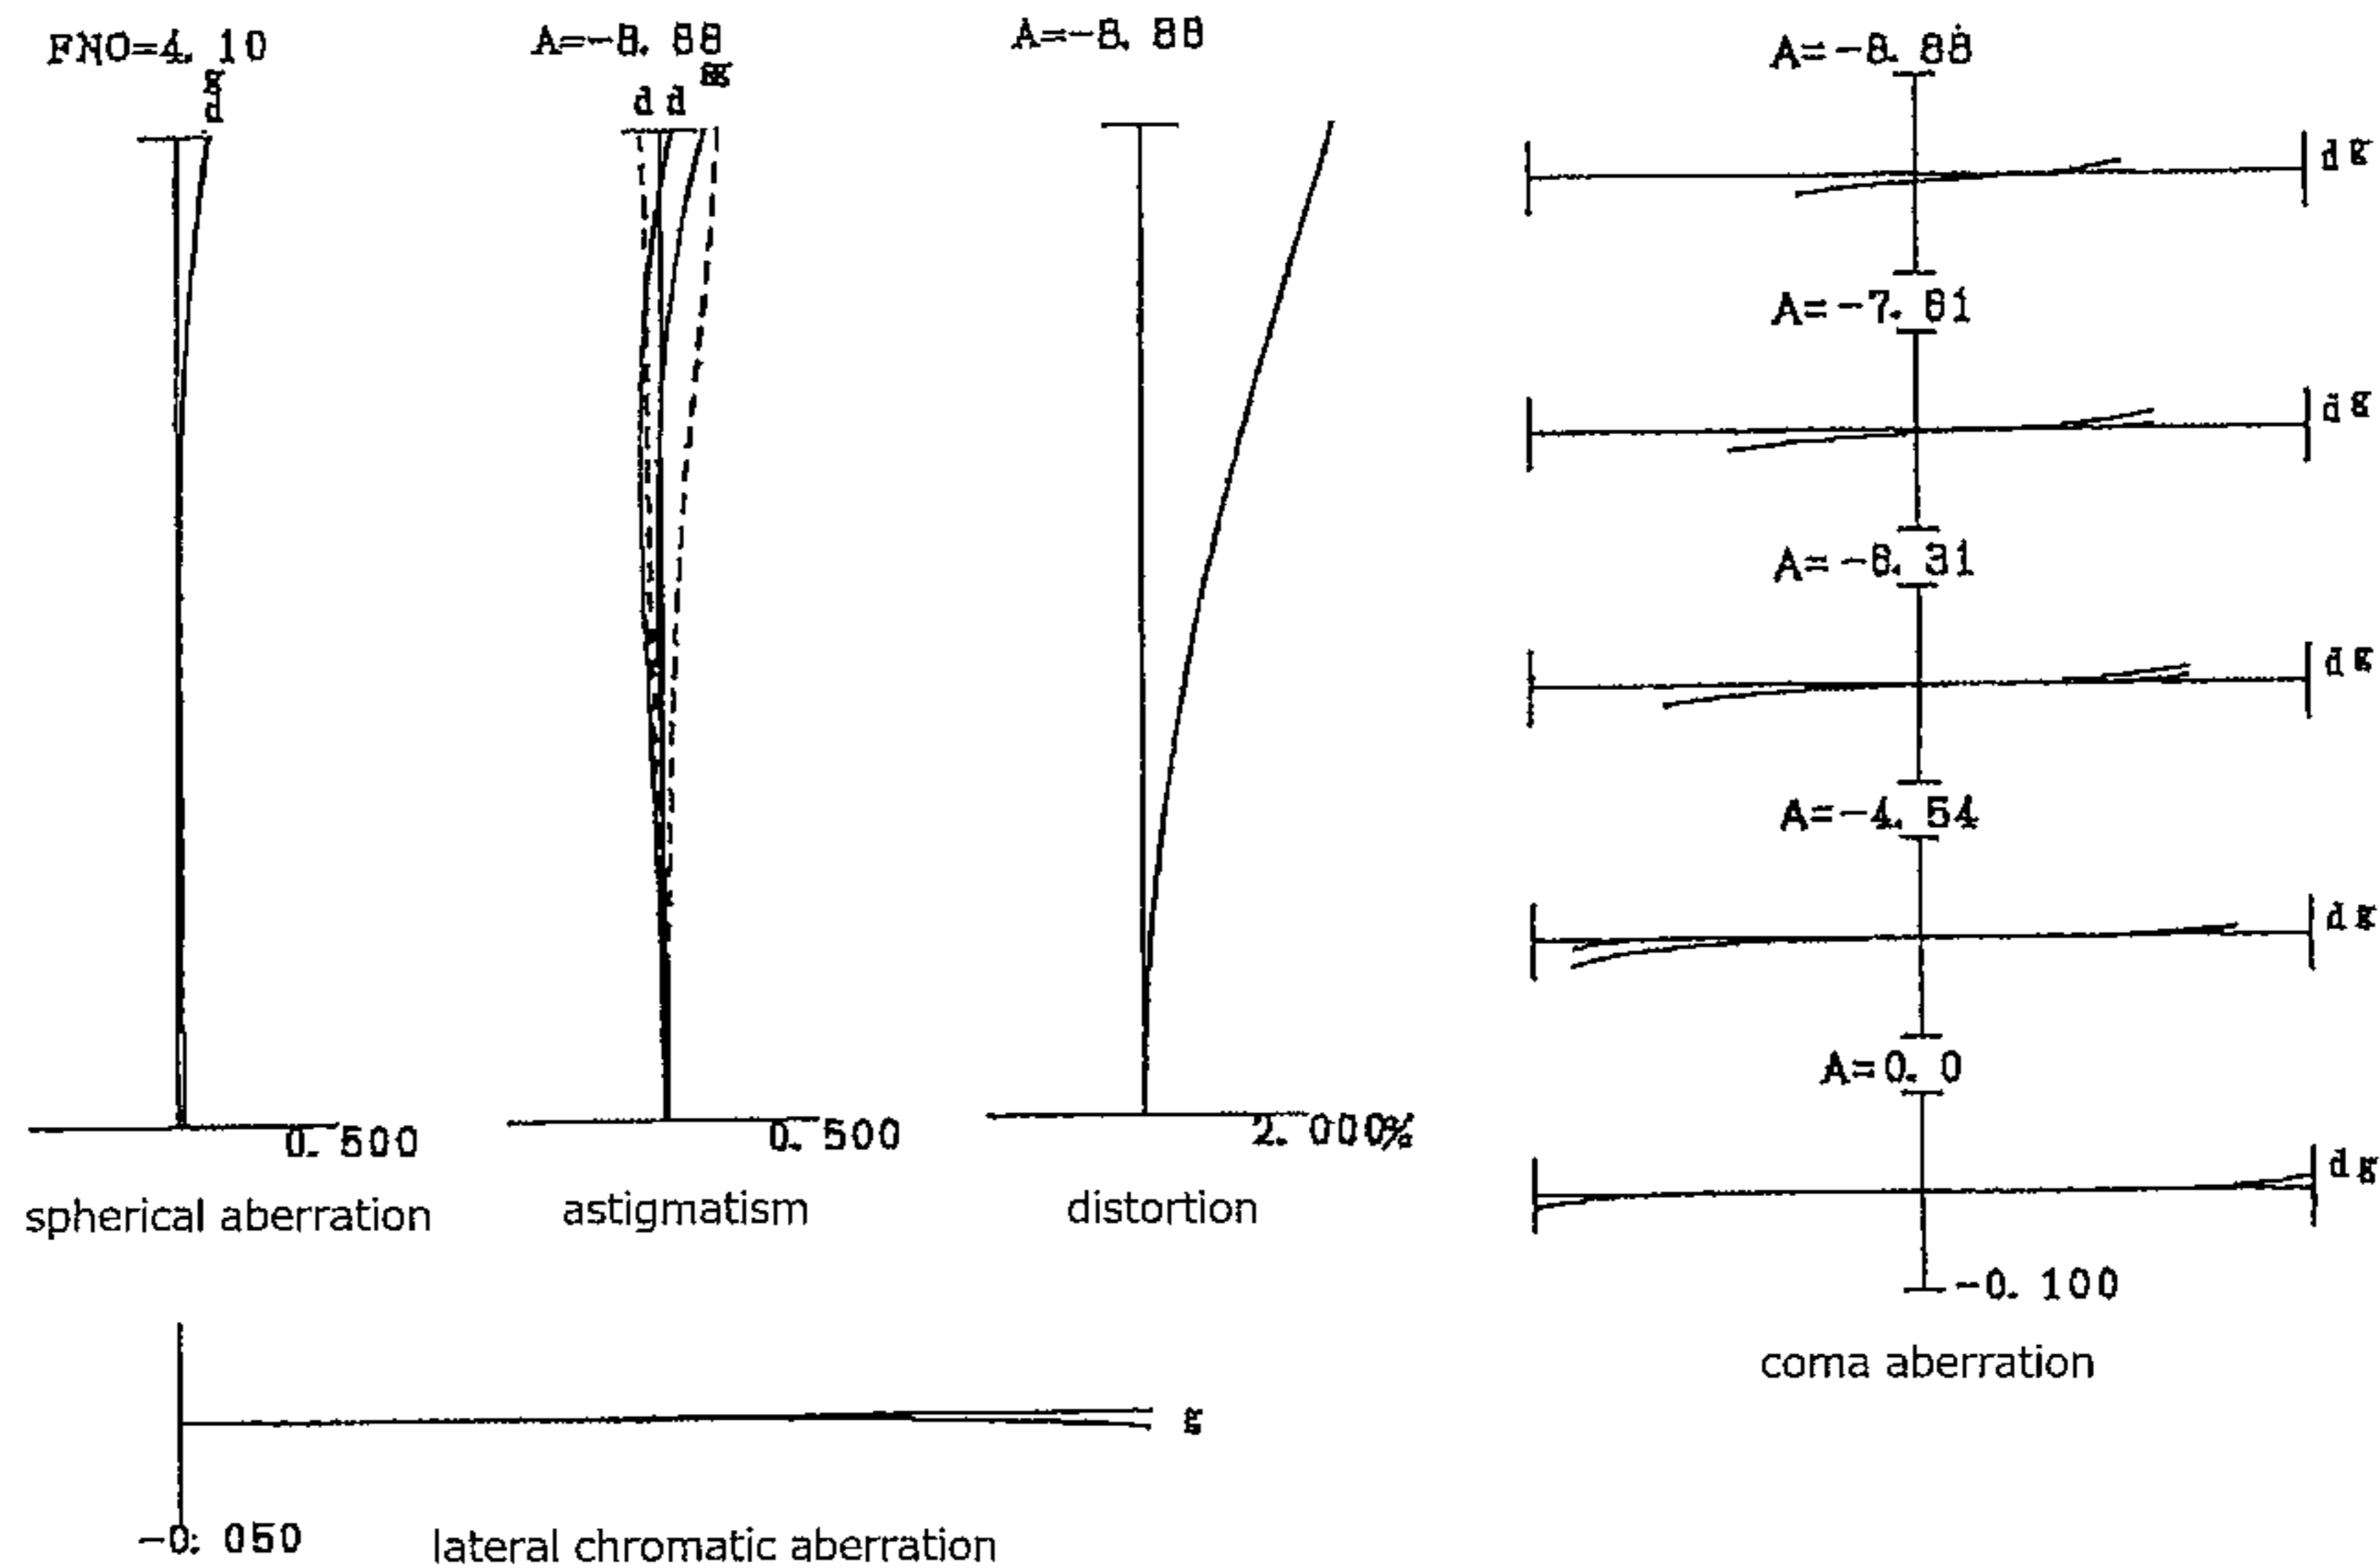 FNO=4. 10
g
d
spherical aberration
0. 500
A=-8. 88
d d
astigmatism
0. 500
A=-8. 88
2. 000%
distortion
A=-8. 88
d g
A=-7. 61
d g
A=-6. 31
d g
A=-4. 54
d g
A=0. 0
d g
-0. 100
coma aberration
g
-0. 050
lateral chromatic aberration